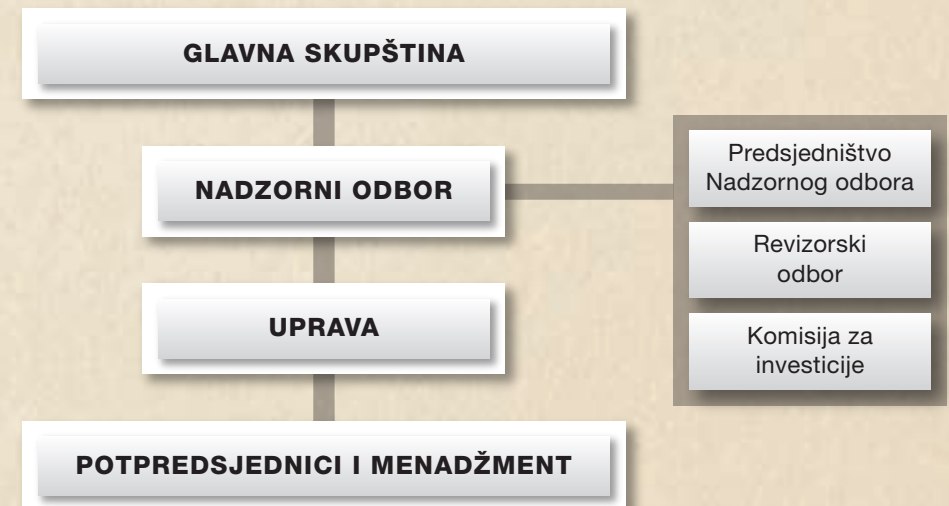 GLAVNA SKUPŠTINA
NADZORNI ODBOR
Predsjedništvo
Nadzornog odbora
Revizorski
odbor
Komisija za
investicije
UPRAVA
POTPREDSJEDNICI I MENADŽMENT